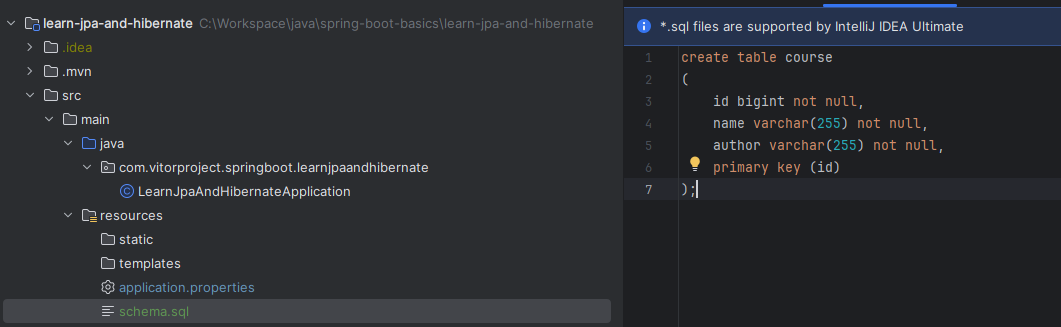 learn-jpa-and-hibernate C:\Workspace\java\spring-boot-basics\learn-jpa-and-hibernate
.idea
.mvn
src
main
java
com.vitorproject.springboot.learnjpaandhibernate
LearnJpaAndHibernateApplication
resources
static
templates
application.properties
schema.sql
*.sql files are supported by IntelliJ IDEA Ultimate
1 create table course
2 (
3 id bigint not null,
4 name varchar(255) not null,
5 author varchar(255) not null,
6 primary key (id)
7 );